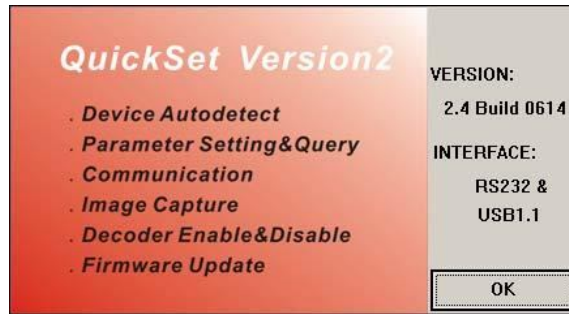 QuickSet Version2
. Device Autodetect
. Parameter Setting&Query
. Communication
. Image Capture
. Decoder Enable&Disable
. Firmware Update
VERSION:
2.4 Build 0614
INTERFACE:
RS232 &
USB1.1
OK